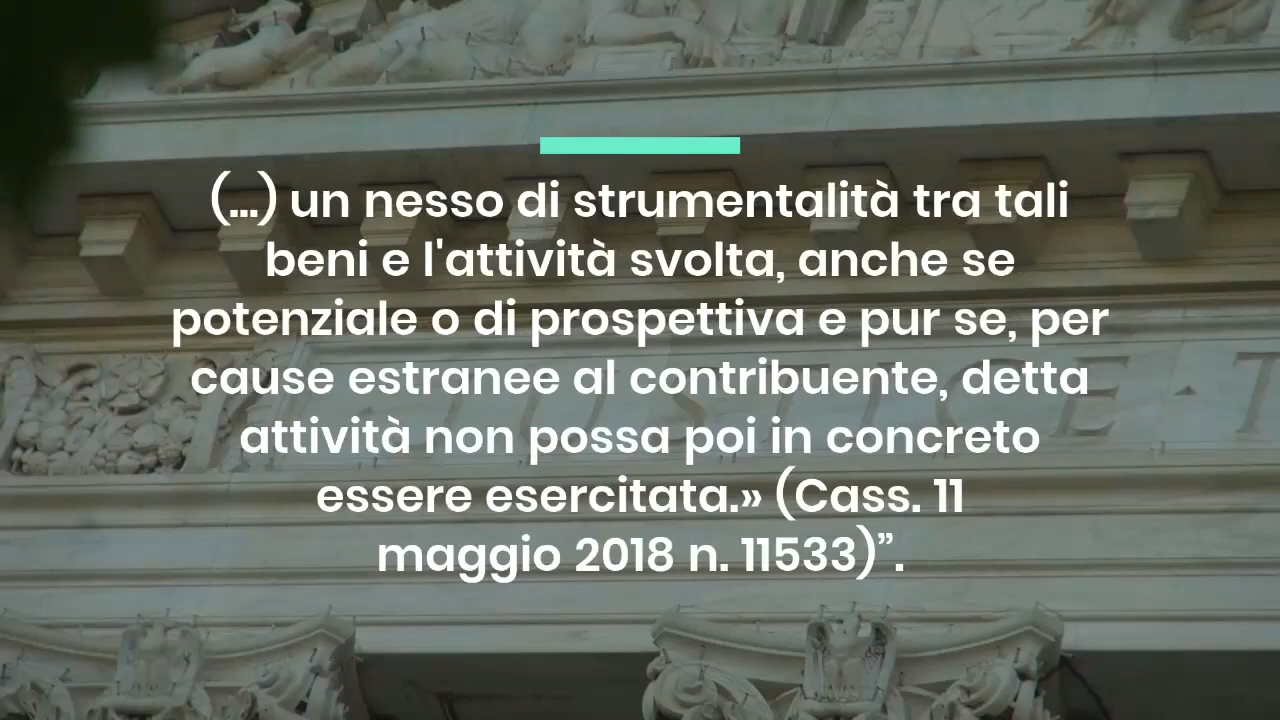 (...) un nesso di strumentalità tra tali
beni e l'attività svolta, anche se
potenziale o di prospettiva e pur se, per
cause estranee al contribuente, detta
attività non possa poi in concreto
essere esercitata.» (Cass. 11
maggio 2018 n. 11533)”.